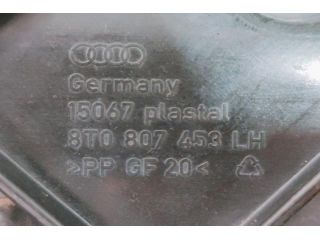 Germany
15067 plastal
8T0 807 453 LH
>PP GF 20<